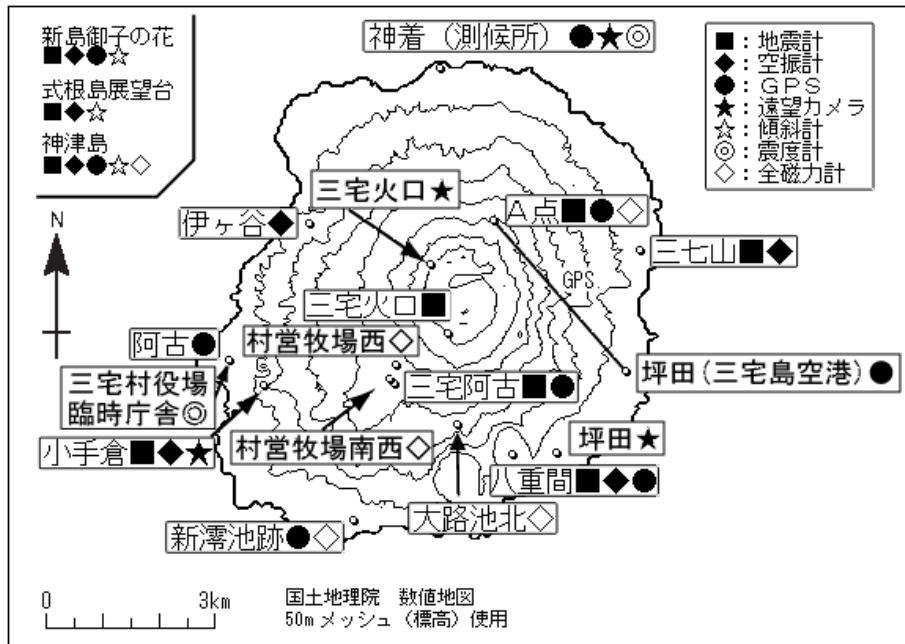 新島御子の花
■◆●☆
式根島展望台
■◆☆
神津島
■◆●☆◇
神着（測候所）●★◎
■：地震計
◆：空振計
●：ＧＰＳ
★：遠望カメラ
☆：傾斜計
◎：震度計
◇：全磁力計
三宅火口★
Ａ点■●◇
伊ヶ谷◆
N
三七山■◆
GPS
三宅火口■
村営牧場西◇
阿古●
坪田（三宅島空港）●
三宅村役場
臨時庁舎◎
三宅阿古■●
小手倉■◆★
村営牧場南西◇
坪田★
八重間■◆●
大路池北◇
新澪池跡●◇
0 3km
国土地理院 数値地図
50mメッシュ（標高）使用